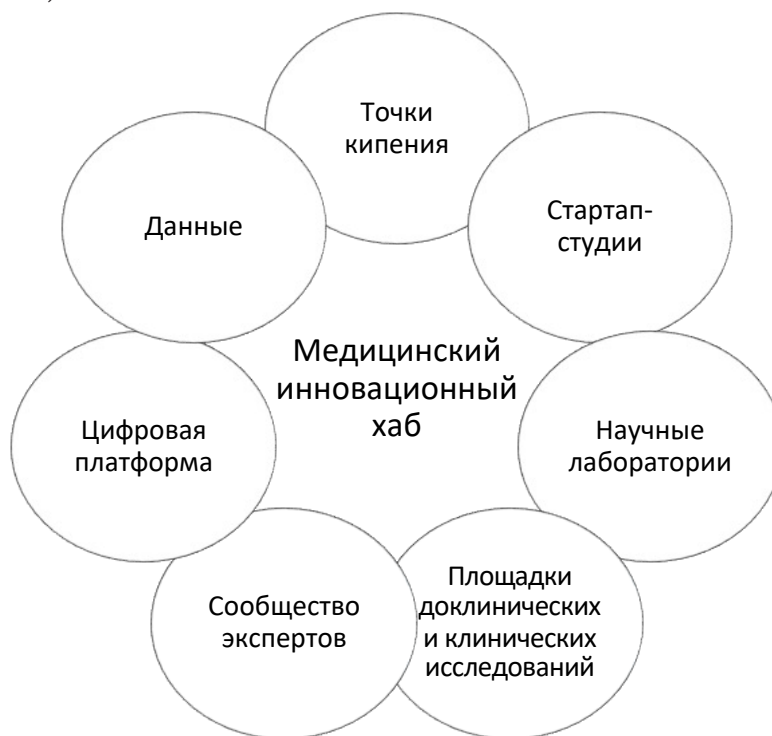 Точки
кипения
Стартап-
студии
Данные
Медицинский
инновационный
хаб
Цифровая
платформа
Научные
лаборатории
Сообщество
экспертов
Площадки
доклинических
и клинических
исследований